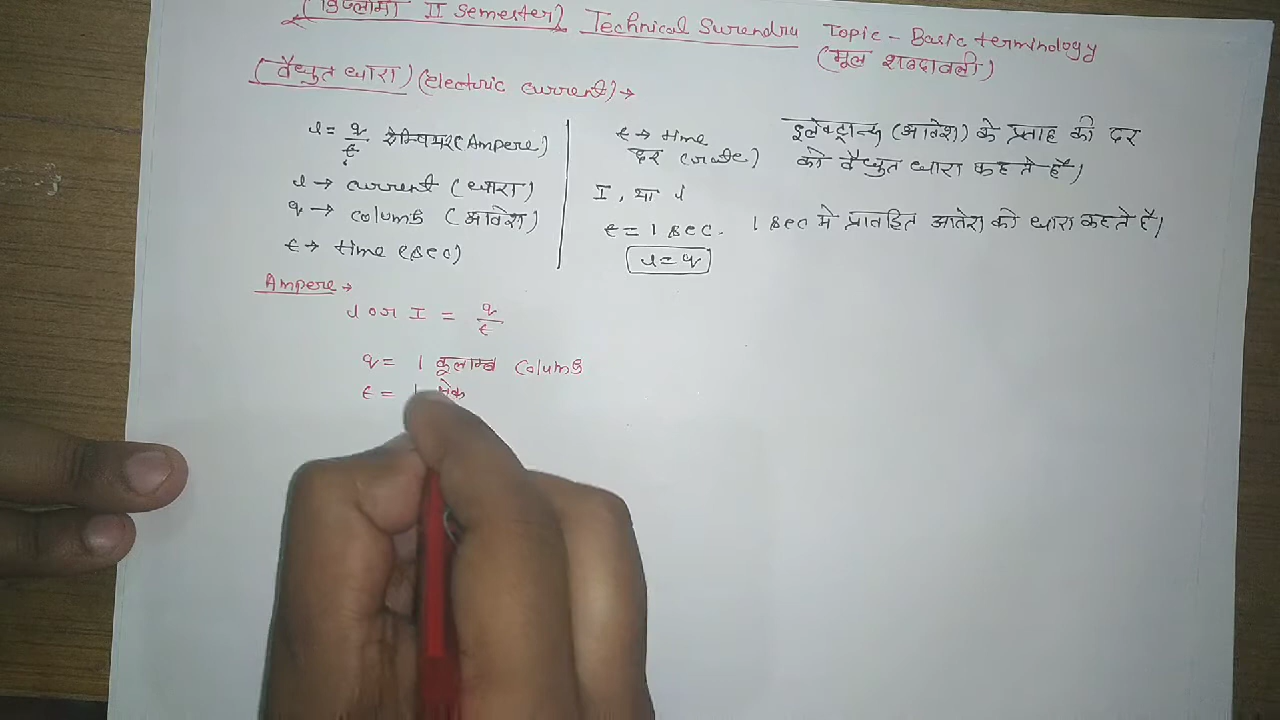 (डिप्लोमा II Semester) Technical Surendra Topic - Basic terminology
(मूल शब्दावली)
(वैधुत धारा) (electric current) →
i = q/t ऐम्पियर (Ampere)
i → current (धारा)
q → columb (आवेश)
t → time (sec)
t → time
दर (rate)
I, या i
t = 1 sec.
i = q
इलेक्ट्रान्स (आवेश) के प्रवाह की दर
को वैधुत धारा कहते हैं।
1 sec मे प्रवाहित आवेश को धारा कहते है।
Ampere →
i or I = q/t
q = 1 कूलाम्ब Columb
t = 1 सेक